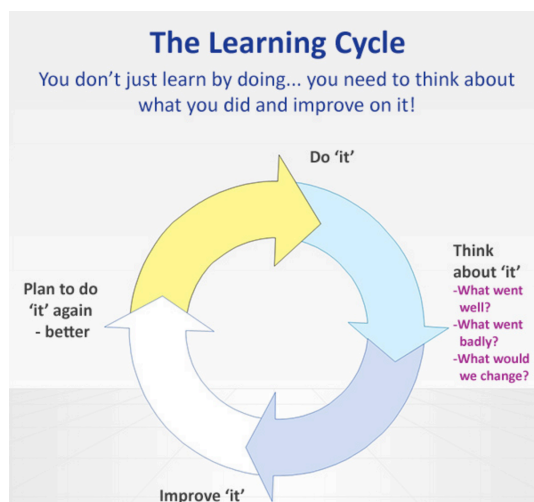 The Learning Cycle
You don’t just learn by doing... you need to think about
what you did and improve on it!
Do ‘it’
Think
about ‘it’
-What went
well?
-What went
badly?
-What would
we change?
Improve ‘it’
Plan to do
‘it’ again
- better